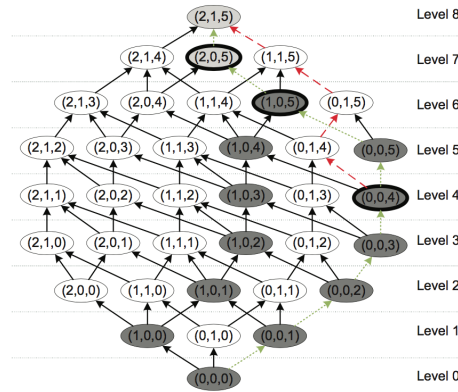 (2,1,5) Level 8
(2,1,4) (2,0,5) (1,1,5) Level 7
(2,1,3) (2,0,4) (1,1,4) (1,0,5) (0,1,5) Level 6
(2,1,2) (2,0,3) (1,1,3) (1,0,4) (0,1,4) (0,0,5) Level 5
(2,1,1) (2,0,2) (1,1,2) (1,0,3) (0,1,3) (0,0,4) Level 4
(2,1,0) (2,0,1) (1,1,1) (1,0,2) (0,1,2) (0,0,3) Level 3
(2,0,0) (1,1,0) (1,0,1) (0,1,1) (0,0,2) Level 2
(1,0,0) (0,1,0) (0,0,1) Level 1
(0,0,0) Level 0